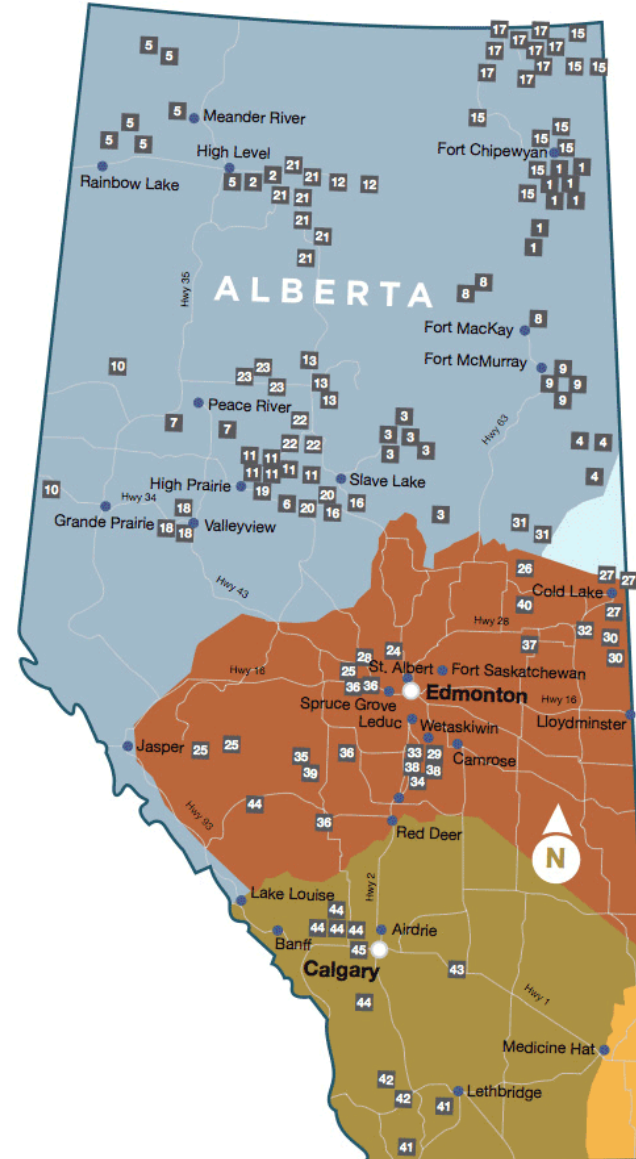 17 17 15
17
17 17 17
5
5
17 15 15
17 17
5 Meander River
15
5
15
15
5 5
Fort Chipewyan 15
High Level
21
15 1 1
Rainbow Lake
5 2 2 21 12 12
1 1
21 21
15
1 1
21
1
21
1
21
Hwy 35
ALBERTA
8
8
8
Fort MacKay
Fort McMurray
10
23
13
9
23
23
13
9 9
13
9
Peace River
7
7
22
3
Hwy 63
22 22
3 3
4 4
11 11
3 3
11 11 11 11
4
High Prairie
Slave Lake
10
19
20
Hwy 34
18
6 20 16
16
3
Grande Prairie
18 18
Valleyview
31
31
26
27 27
Hwy 43
Cold Lake
40
27
Hwy 28
32
30
37
24
28
30
25
St. Albert
Fort Saskatchewan
Hwy 16
36 36
Edmonton
Spruce Grove
Hwy 16
Leduc
Wetaskiwin
Lloydminster
Jasper
25
25
35
36
33 29
Camrose
39
38 38
34
44
Hwy 93
36
Red Deer
N
Hwy 2
Lake Louise
44
44 44 44
Airdrie
Banff
45
Calgary
43
44
Hwy 1
Medicine Hat
42
42
Lethbridge
41
41